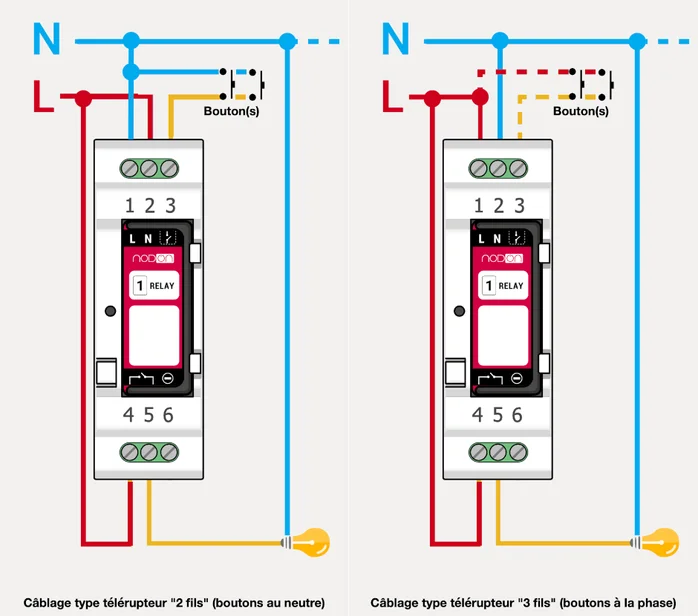 N
L
Bouton(s)
1 2 3
L N
NODON
1 RELAY
4 5 6
Câblage type télérupteur "2 fils" (boutons au neutre)
N
L
Bouton(s)
1 2 3
L N
NODON
1 RELAY
4 5 6
Câblage type télérupteur "3 fils" (boutons à la phase)